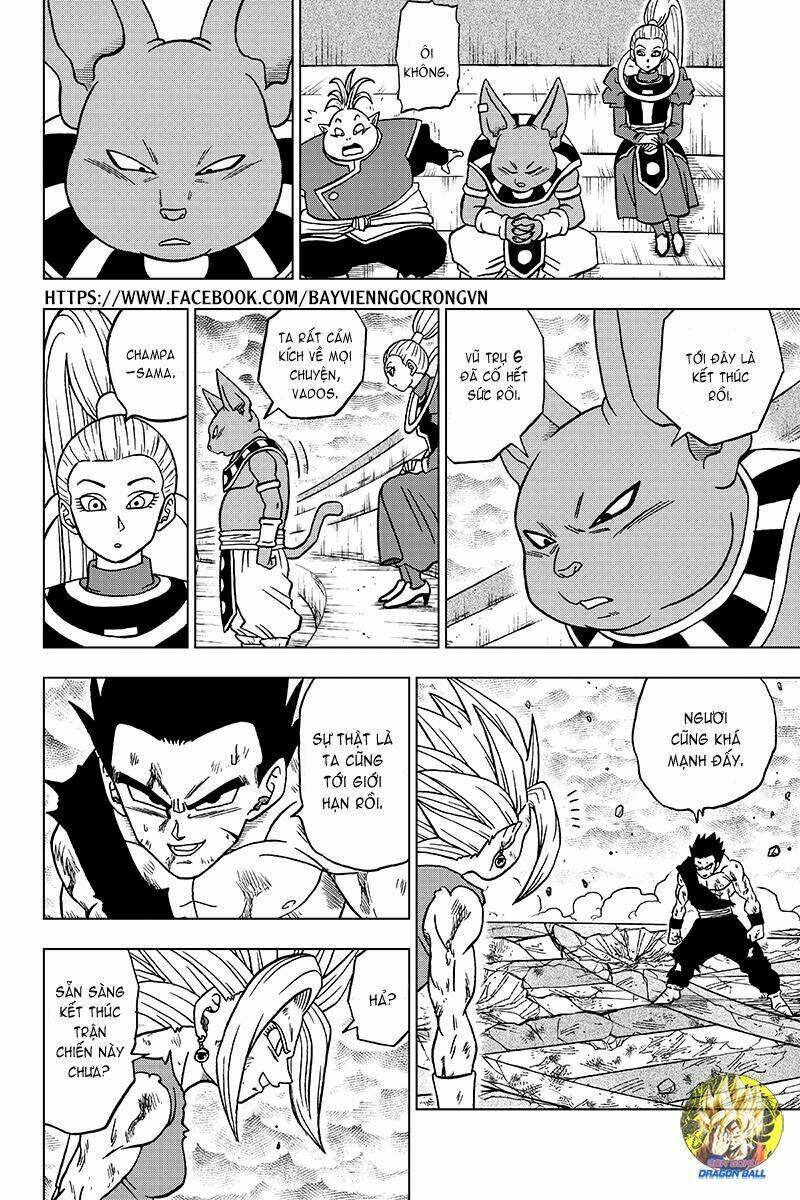 ÔI
KHÔNG.
HTTPS://WWW.FACEBOOK.COM/BAYVIENNGOCRONGVN
TỚI ĐÂY LÀ
KẾT THÚC
RỒI.
VŨ TRỤ 6
ĐÃ CỐ HẾT
SỨC RỒI.
TA RẤT CẢM
KÍCH VỀ MỌI
CHUYỆN,
VADOS.
CHAMPA
-SAMA.
NGƯƠI
CŨNG KHÁ
MẠNH ĐẤY.
SỰ THẬT LÀ
TA CŨNG
TỚI GIỚI
HẠN RỒI.
HẢ?
SẴN SÀNG
KẾT THÚC
TRẬN
CHIẾN NÀY
CHƯA?
DRAGON BALL